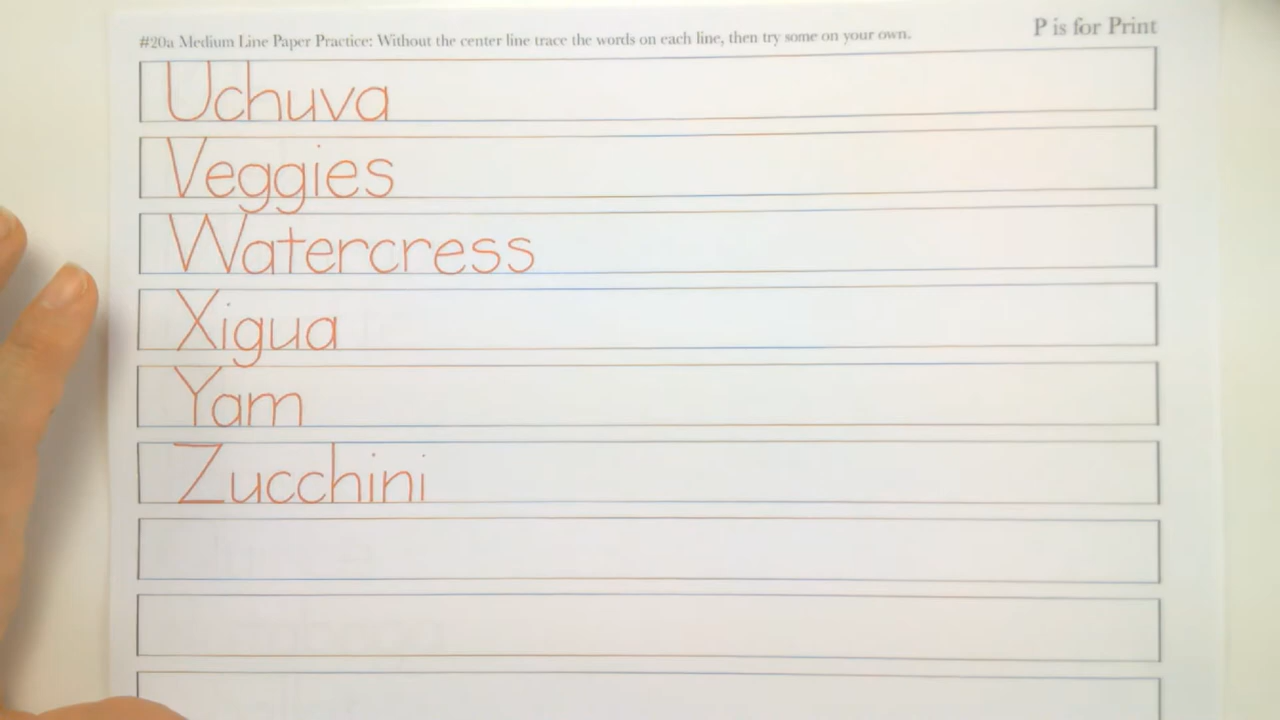 #20a Medium Line Paper Practice: Without the center line trace the words on each line, then try some on your own.
P is for Print
Uchuva
Veggies
Watercress
Xigua
Yam
Zucchini